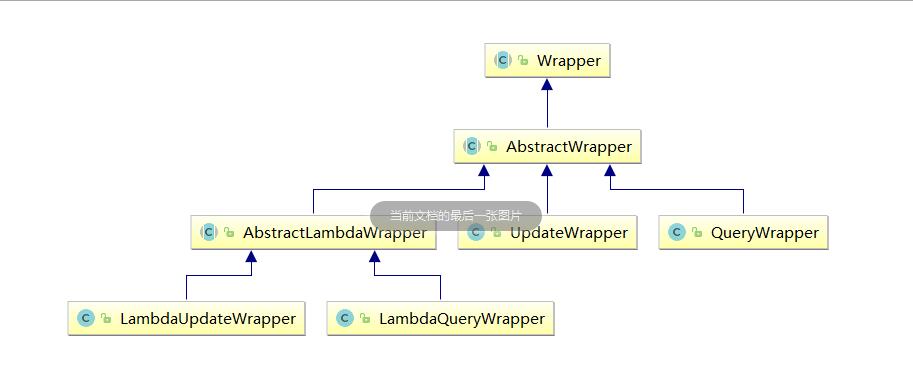 Wrapper
AbstractWrapper
当前文档的最后一张图片
AbstractLambdaWrapper
UpdateWrapper
QueryWrapper
LambdaUpdateWrapper
LambdaQueryWrapper